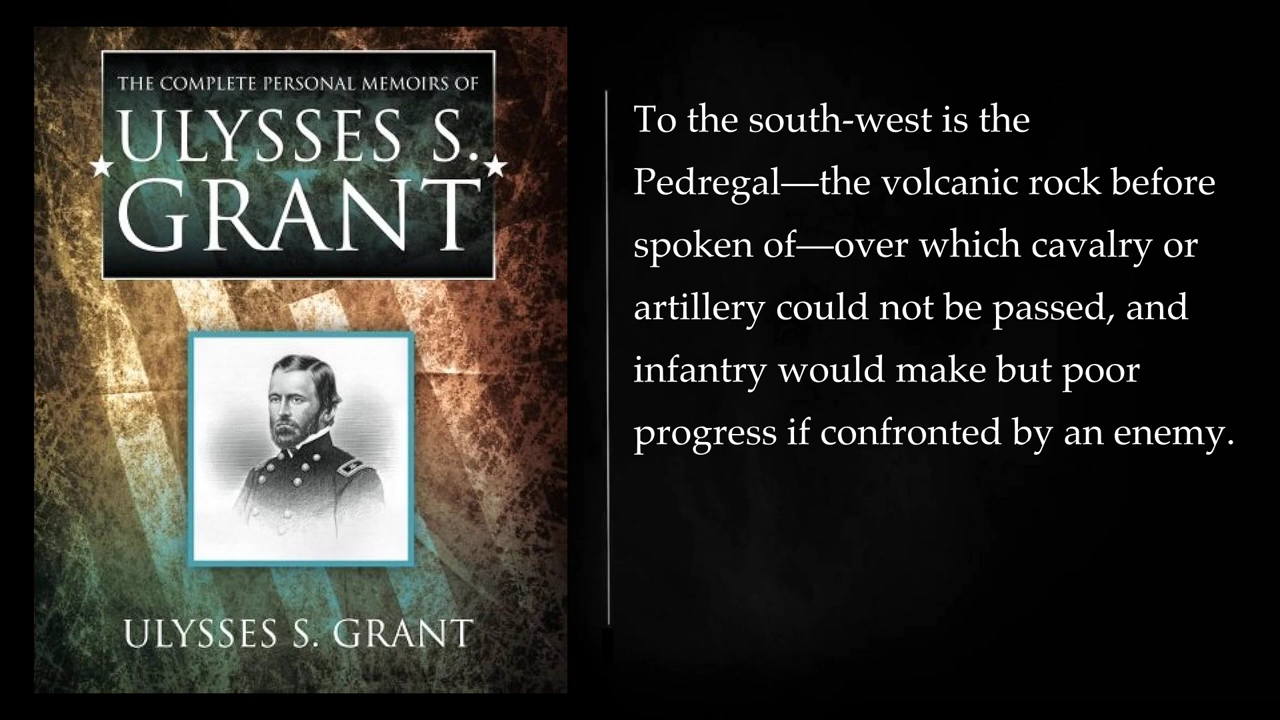 THE COMPLETE PERSONAL MEMOIRS OF
ULYSSES S.
GRANT
ULYSSES S. GRANT
To the south-west is the
Pedregal—the volcanic rock before
spoken of—over which cavalry or
artillery could not be passed, and
infantry would make but poor
progress if confronted by an enemy.